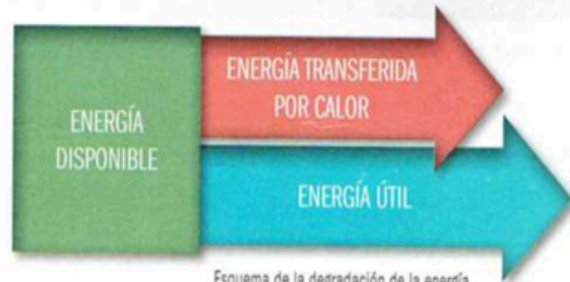 ENERGÍA
DISPONIBLE
ENERGÍA TRANSFERIDA
POR CALOR
ENERGÍA ÚTIL
Esquema de la degradación de la energía